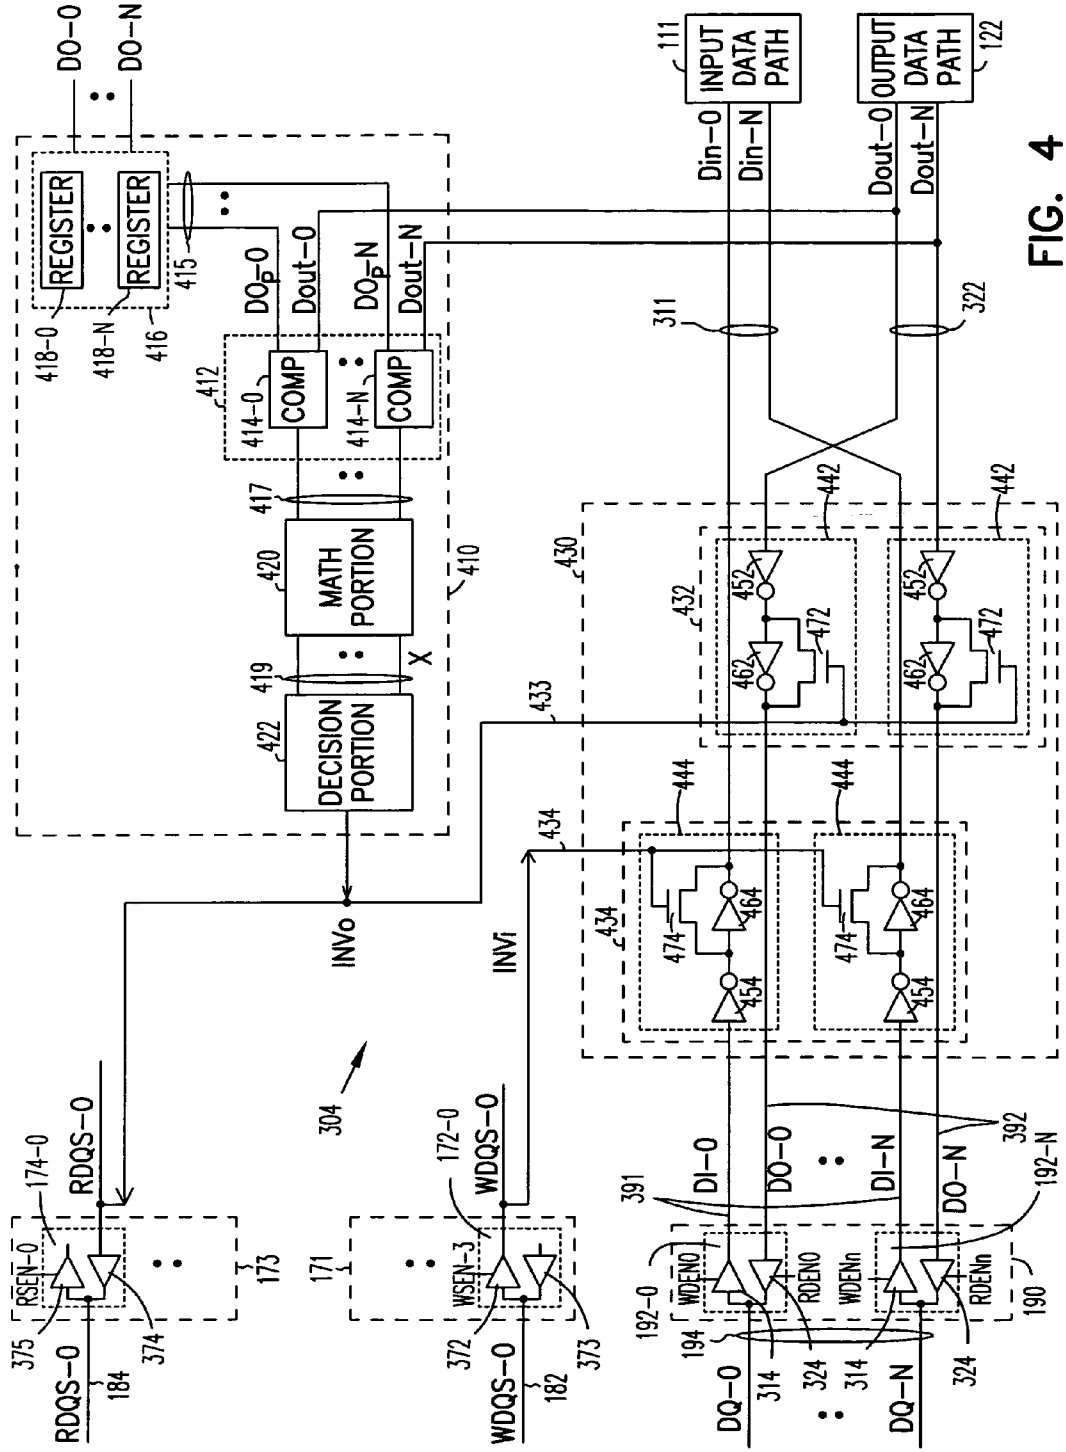 RDQS-0
184
375
RSEN-0
174-0
374
RDQS-0
173
304
DO-0
DO-N
418-0
REGISTER
418-N
REGISTER
416
415
DOP-0
Dout-0
DOP-N
Dout-N
412
414-0
COMP
414-N
COMP
417
420
MATH
PORTION
419
X
422
DECISION
PORTION
410
INVo
171
WDQS-0
182
372
WSEN-3
172-0
373
WDQS-0
INVi
434
433
430
432
434
444
474
454
464
444
474
454
464
442
452
462
472
442
452
462
472
311
322
111
INPUT
DATA
PATH
Din-0
Din-N
122
OUTPUT
DATA
PATH
Dout-0
Dout-N
391
392
DI-0
DO-0
DI-N
DO-N
192-0
WDEN0
RDEN0
WDENn
RDENn
192-N
190
194
314
324
314
324
DQ-0
DQ-N
FIG. 4